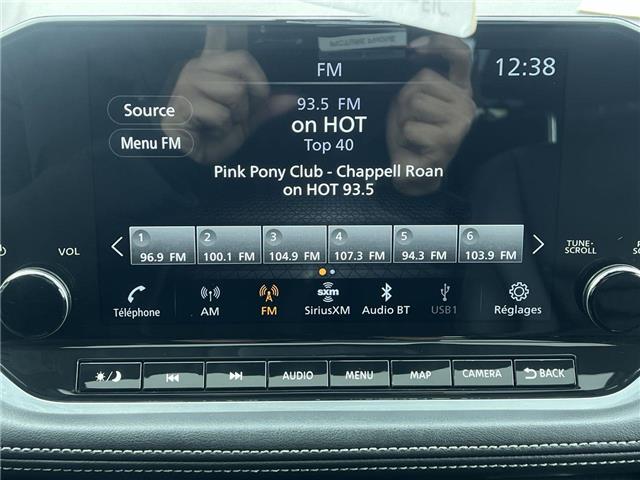 FM
12:38
Source
93.5 FM
on HOT
Menu FM
Top 40
Pink Pony Club - Chappell Roan
on HOT 93.5
1 2 3 4 5 6
96.9 FM 100.1 FM 104.9 FM 107.3 FM 94.3 FM 103.9 FM
VOL
TUNE·
SCROLL
Téléphone AM FM SiriusXM Audio BT USB1 Réglages
AUDIO MENU MAP CAMERA BACK